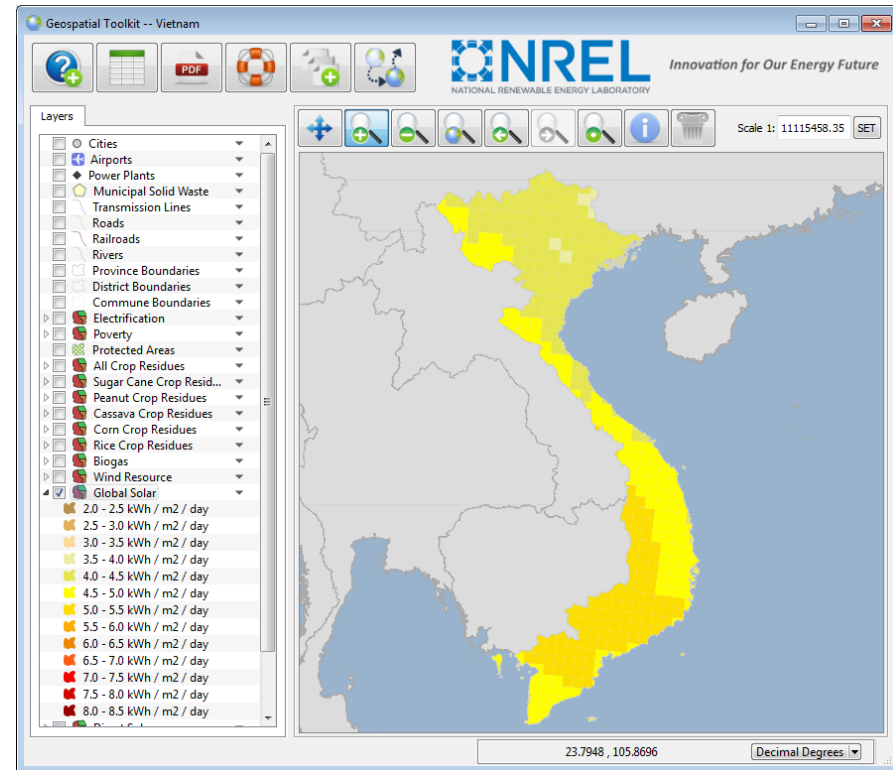 Geospatial Toolkit -- Vietnam
PDF
NREL
NATIONAL RENEWABLE ENERGY LABORATORY
Innovation for Our Energy Future
Layers
Scale 1: 11115458.35 SET
Cities
Airports
Power Plants
Municipal Solid Waste
Transmission Lines
Roads
Railroads
Rivers
Province Boundaries
District Boundaries
Commune Boundaries
Electrification
Poverty
Protected Areas
All Crop Residues
Sugar Cane Crop Resid...
Peanut Crop Residues
Cassava Crop Residues
Corn Crop Residues
Rice Crop Residues
Biogas
Wind Resource
Global Solar
2.0 - 2.5 kWh / m2 / day
2.5 - 3.0 kWh / m2 / day
3.0 - 3.5 kWh / m2 / day
3.5 - 4.0 kWh / m2 / day
4.0 - 4.5 kWh / m2 / day
4.5 - 5.0 kWh / m2 / day
5.0 - 5.5 kWh / m2 / day
5.5 - 6.0 kWh / m2 / day
6.0 - 6.5 kWh / m2 / day
6.5 - 7.0 kWh / m2 / day
7.0 - 7.5 kWh / m2 / day
7.5 - 8.0 kWh / m2 / day
8.0 - 8.5 kWh / m2 / day
23.7948 , 105.8696
Decimal Degrees